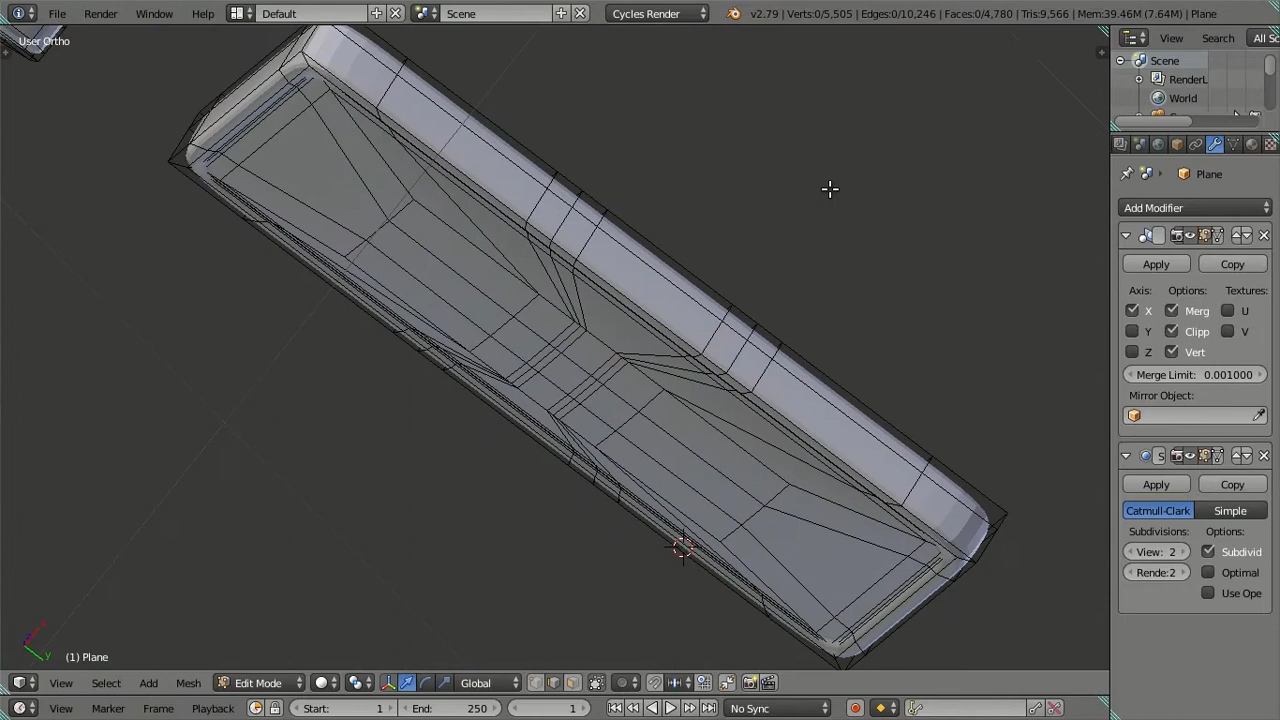 File Render Window Help Default Scene Cycles Render v2.79 | Verts:0/5,505 | Edges:0/10,246 | Faces:0/4,780 | Tris:9,566 | Mem:39.46M (7.64M) | Plane
User Ortho
View Search All Sc
Scene
RenderL
World
Plane
Add Modifier
Apply Copy
Axis: Options: Textures:
X Merg U
Y Clipp V
Z Vert
Merge Limit: 0.001000
Mirror Object:
S
Apply Copy
Catmull-Clark Simple
Subdivisions: Options:
View: 2 Subdivid
Rende:2 Optimal
Use Ope
(1) Plane
View Select Add Mesh Edit Mode Global
View Marker Frame Playback Start: 1 End: 250 1 No Sync